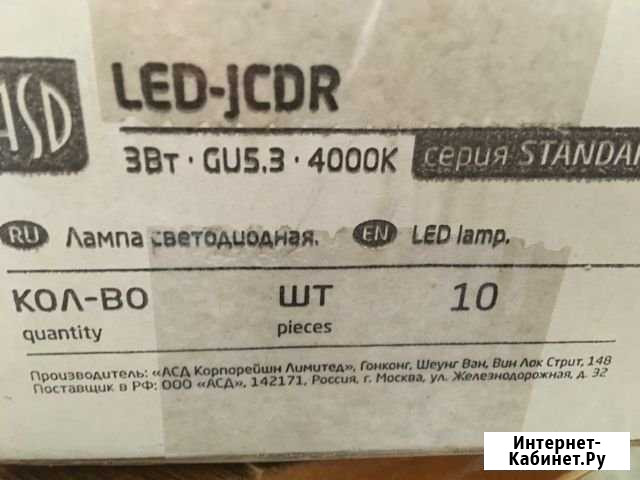 ASD
LED-JCDR
3Вт · GU5.3 · 4000K серия STANDAR
RU Лампа светодиодная. EN LED lamp.
КОЛ-ВО ШТ 10
quantity pieces
Производитель: «АСД Корпорейшн Лимитед», Гонконг, Шеунг Ван, Вин Лок Стрит, 148
Поставщик в РФ: ООО «АСД», 142171, Россия, г. Москва, ул. Железнодорожная, д. 32
Интернет-
Кабинет.Ру